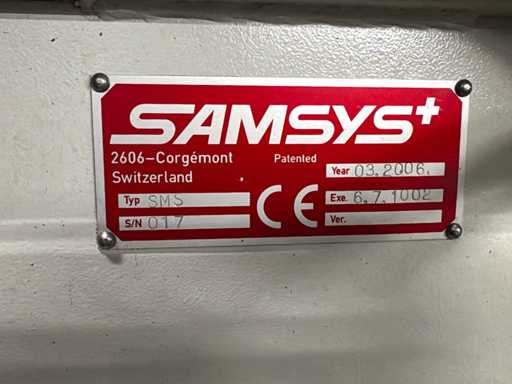 SAMSYS+
2606-Corgémont
Switzerland
Patented
Typ SMS
S/N 017
CE
Year 03.2006.
Exe. 6.7.1002
Ver.